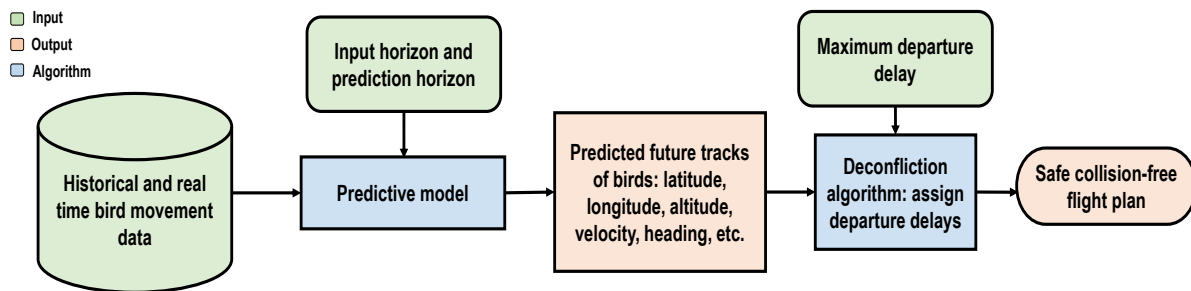 Input
Output
Algorithm
Input horizon and
prediction horizon
Maximum departure
delay
Historical and real
time bird movement
data
Predictive model
Predicted future tracks
of birds: latitude,
longitude, altitude,
velocity, heading, etc.
Deconfliction
algorithm: assign
departure delays
Safe collision-free
flight plan